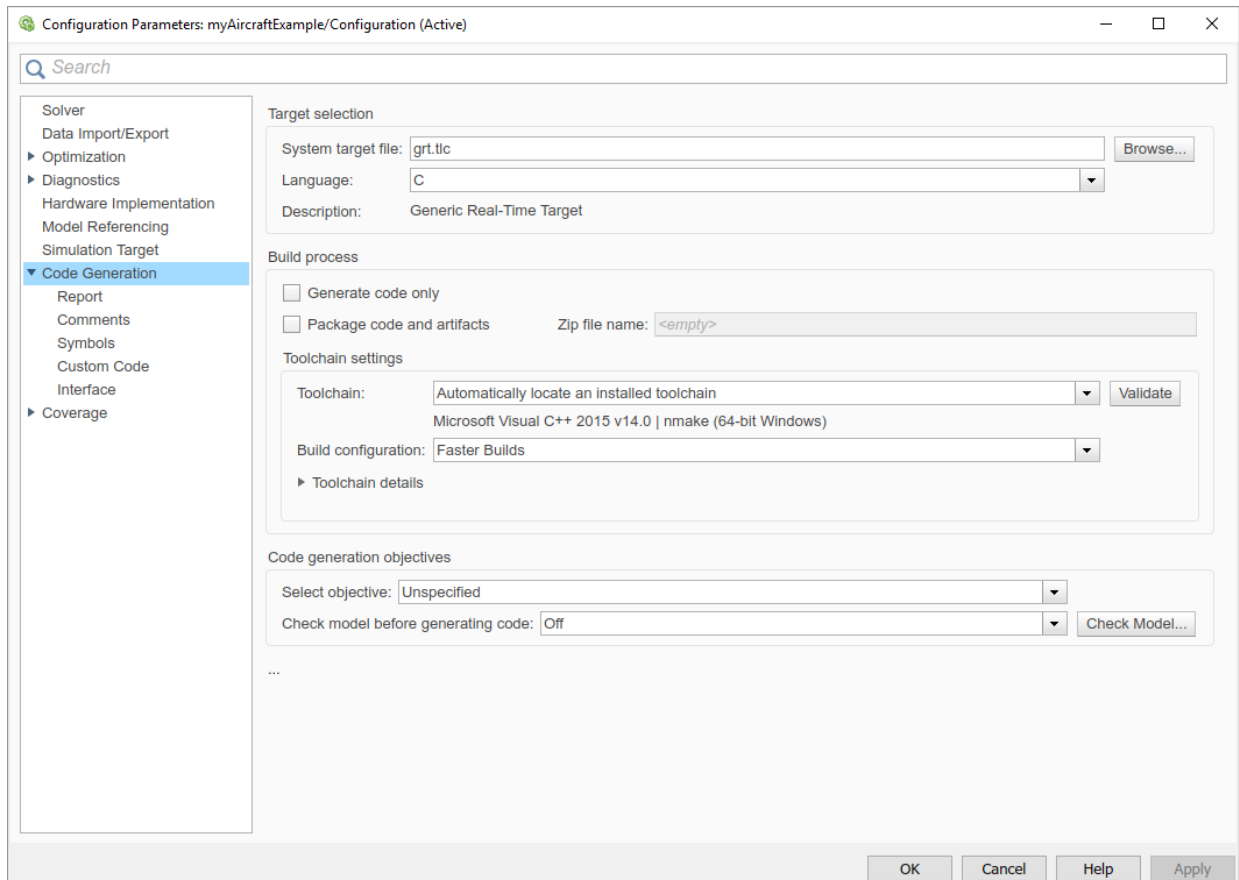 Configuration Parameters: myAircraftExample/Configuration (Active)
Search
Solver
Data Import/Export
Optimization
Diagnostics
Hardware Implementation
Model Referencing
Simulation Target
Code Generation
Report
Comments
Symbols
Custom Code
Interface
Coverage
Target selection
System target file: grt.tlc Browse...
Language: C
Description: Generic Real-Time Target
Build process
Generate code only
Package code and artifacts Zip file name: <empty>
Toolchain settings
Toolchain: Automatically locate an installed toolchain Validate
Microsoft Visual C++ 2015 v14.0 | nmake (64-bit Windows)
Build configuration: Faster Builds
Toolchain details
Code generation objectives
Select objective: Unspecified
Check model before generating code: Off Check Model...
...
OK Cancel Help Apply